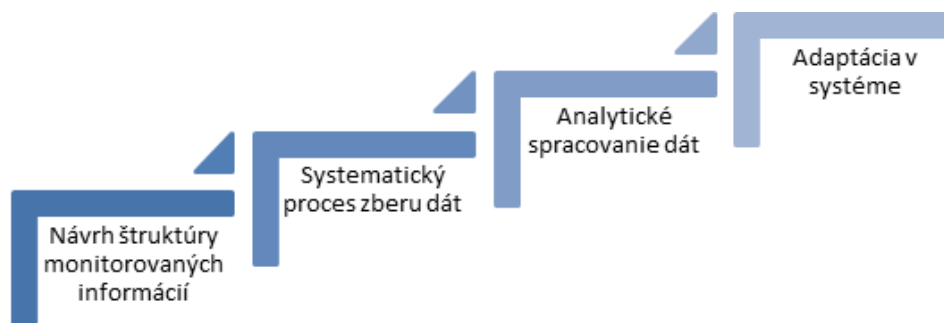 Návrh štruktúry
monitorovaných
informácií
Systematický
proces zberu dát
Analytické
spracovanie dát
Adaptácia v
systéme